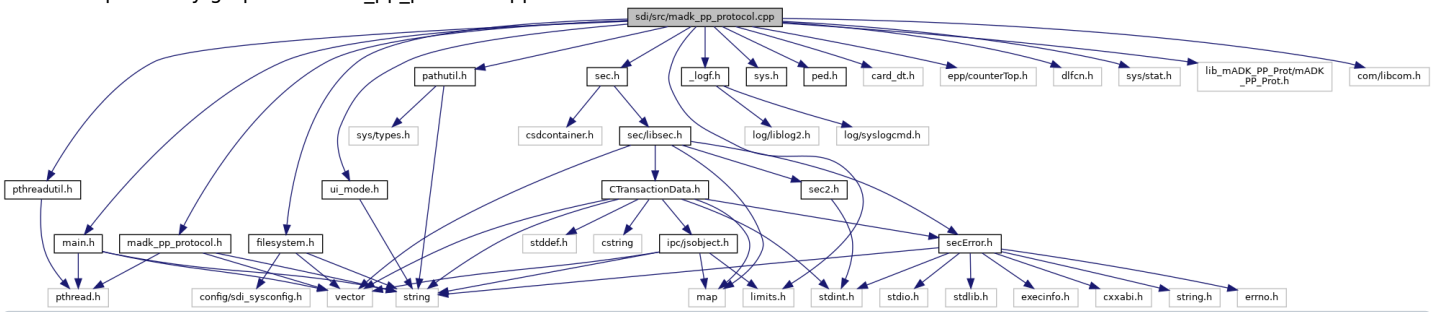 sdi/src/madk_pp_protocol.cpp
pathutil.h
sec.h
_logf.h
sys.h
ped.h
card_dt.h
epp/counterTop.h
dlfcn.h
sys/stat.h
lib_mADK_PP_Prot/mADK
_PP_Prot.h
com/libcom.h
sys/types.h
csdcontainer.h
sec/libsec.h
log/liblog2.h
log/syslogcmd.h
pthreadutil.h
ui_mode.h
CTransactionData.h
sec2.h
main.h
madk_pp_protocol.h
filesystem.h
stddef.h
cstring
ipc/jsobject.h
secError.h
pthread.h
config/sdi_sysconfig.h
vector
string
map
limits.h
stdint.h
stdio.h
stdlib.h
execinfo.h
cxxabi.h
string.h
errno.h